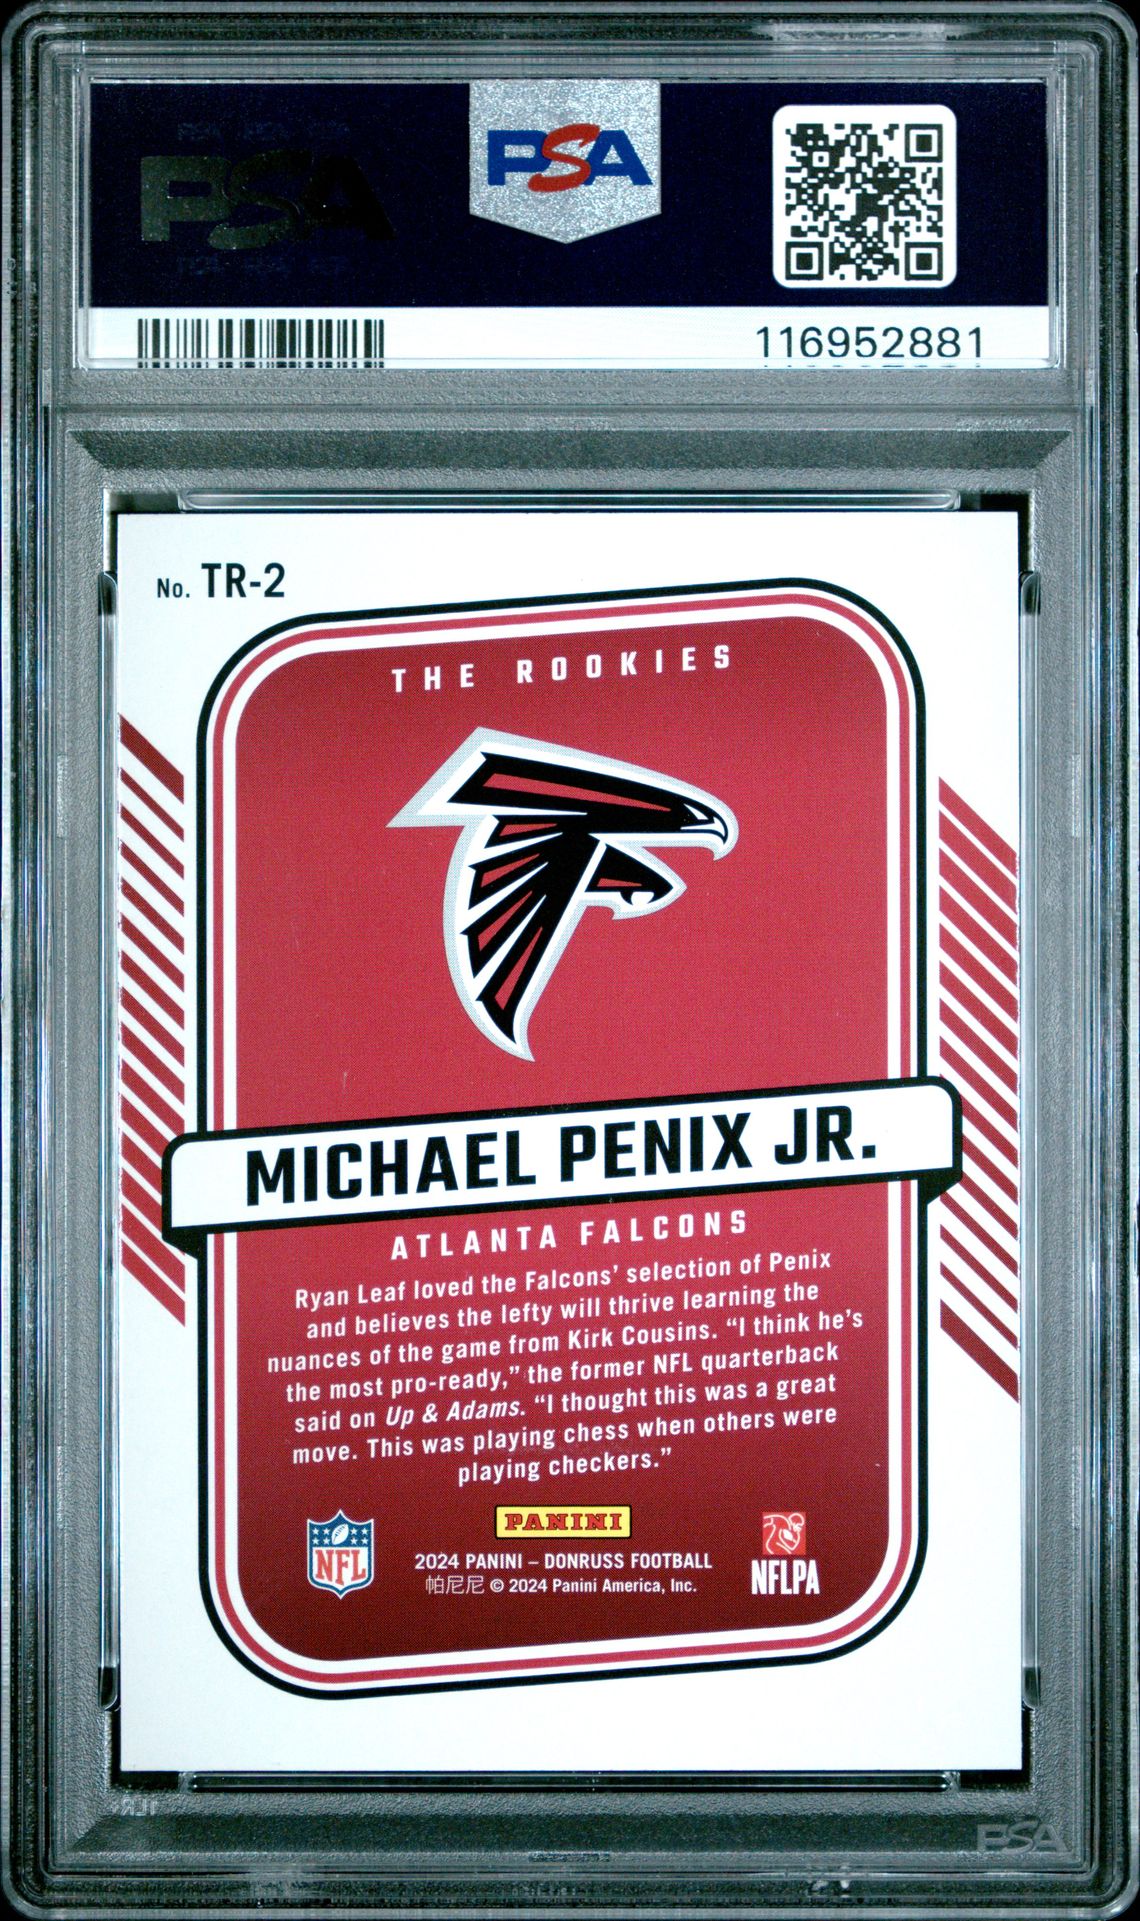 PSA
PSA
116952881
No. TR-2
THE ROOKIES
MICHAEL PENIX JR.
ATLANTA FALCONS
Ryan Leaf loved the Falcons' selection of Penix
and believes the lefty will thrive learning the
nuances of the game from Kirk Cousins. "I think he's
the most pro-ready," the former NFL quarterback
said on Up & Adams. "I thought this was a great
move. This was playing chess when others were
playing checkers."
NFL
PANINI
2024 PANINI – DONRUSS FOOTBALL
帕尼尼 © 2024 Panini America, Inc.
NFLPA
PSA